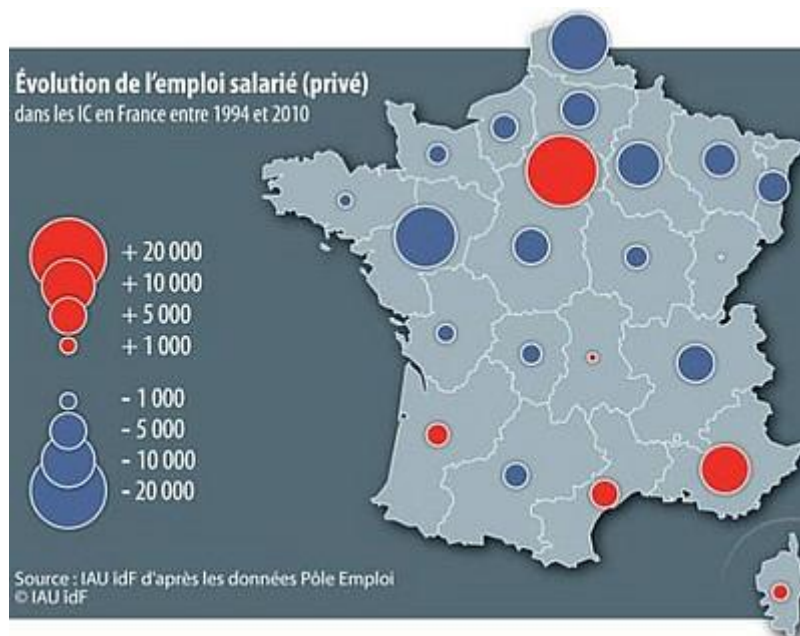 Évolution de l'emploi salarié (privé)
dans les IC en France entre 1994 et 2010
+ 20 000
+ 10 000
+ 5 000
+ 1 000
- 1 000
- 5 000
- 10 000
- 20 000
Source : IAU îdF d'après les données Pôle Emploi
© IAU îdF